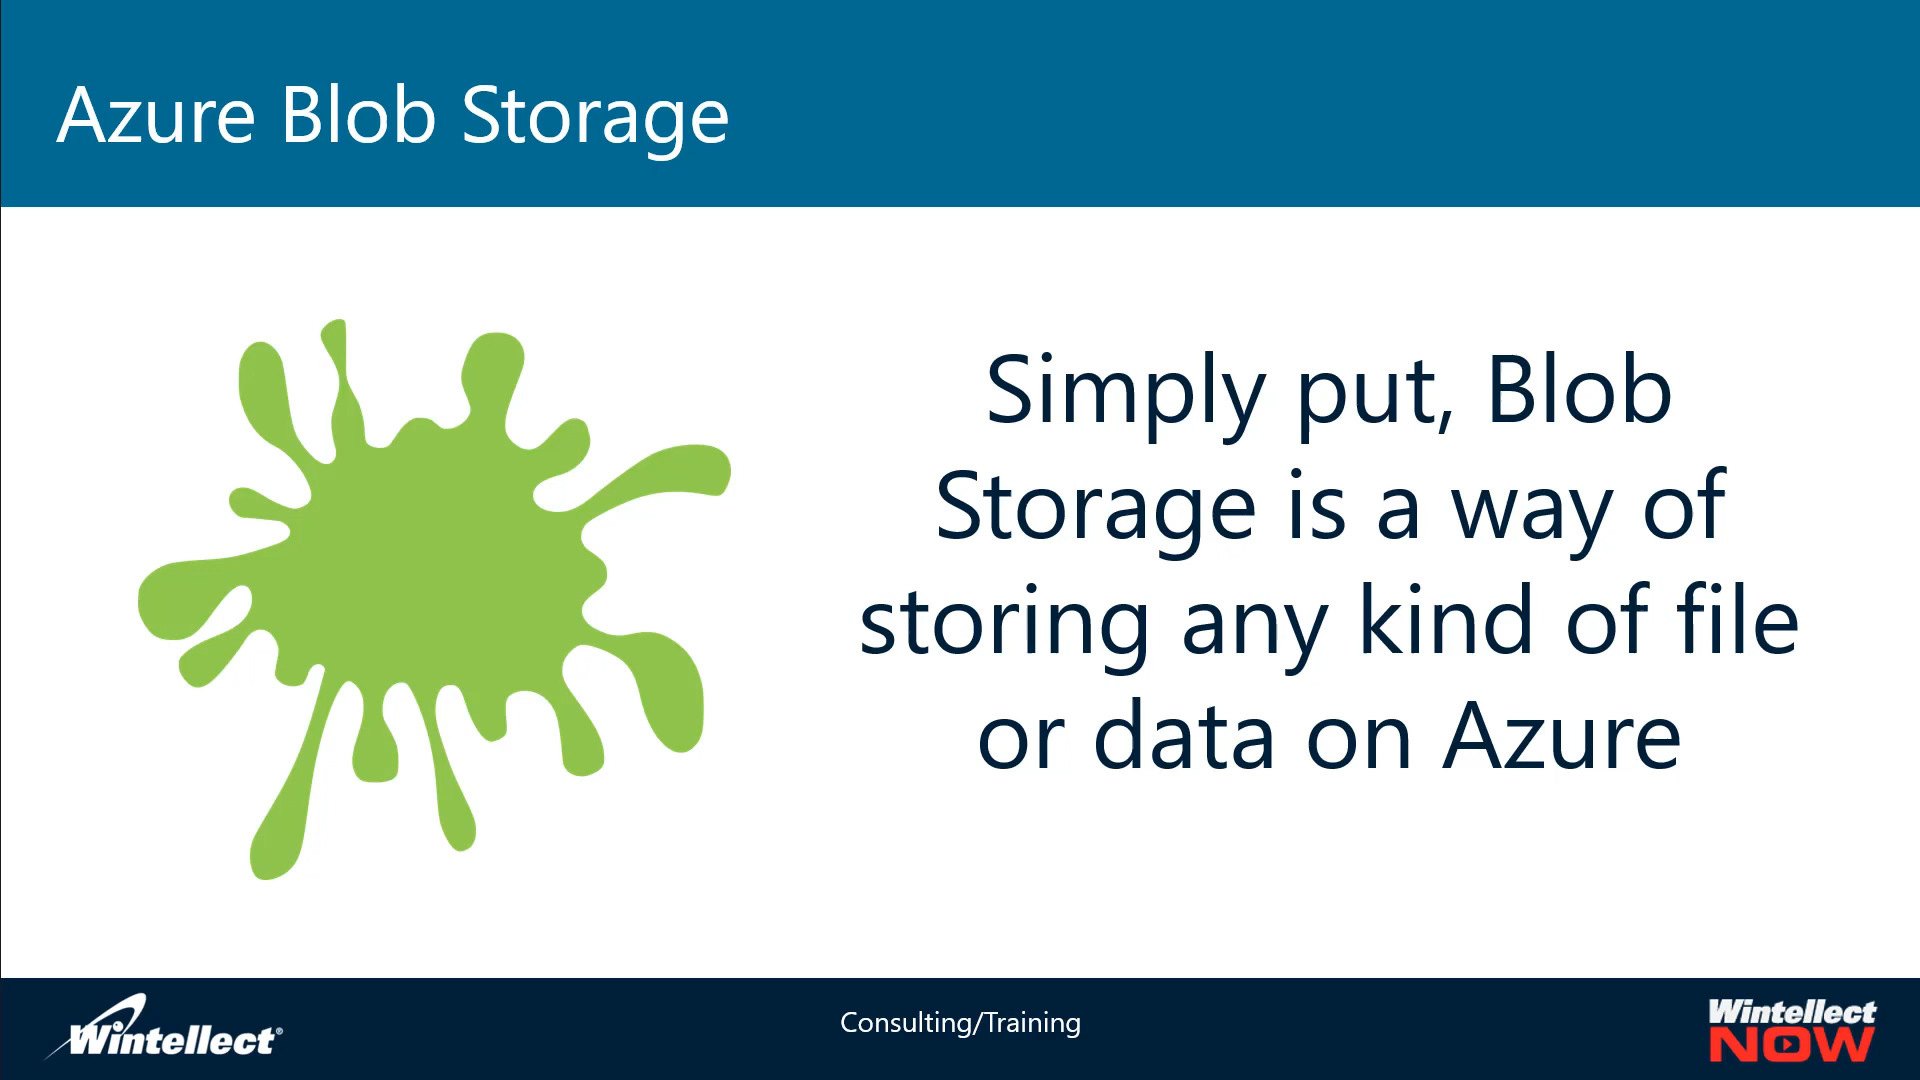 Azure Blob Storage
Simply put, Blob
Storage is a way of
storing any kind of file
or data on Azure
Wintellect®
Consulting/Training
Wintellect
NOW